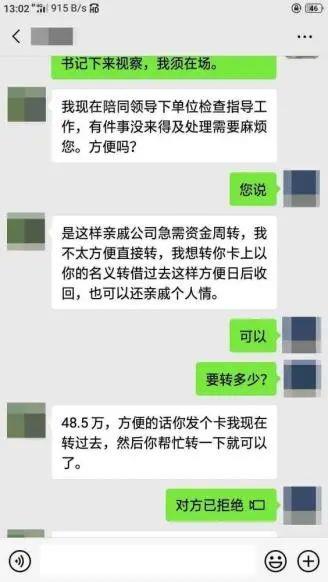 13:02 915 B/s 46
书记下来视察，我须在场。
我现在陪同领导下单位检查指导工
作，有件事没来得及处理需要麻烦
您。方便吗？
您说
是这样亲戚公司急需资金周转，我
不太方便直接转，我想转你卡上以
你的名义转借过去这样方便日后收
回，也可以还亲戚个人情。
可以
要转多少？
48.5 万，方便的话你发个卡我现在
转过去，然后你帮忙转一下就可以
了。
对方已拒绝